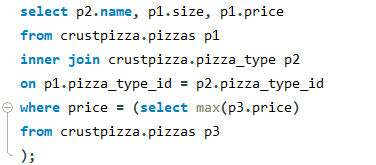 select p2.name, p1.size, p1.price
from crustpizza.pizzas p1
inner join crustpizza.pizza_type p2
on p1.pizza_type_id = p2.pizza_type_id
where price = (select max(p3.price)
from crustpizza.pizzas p3
);